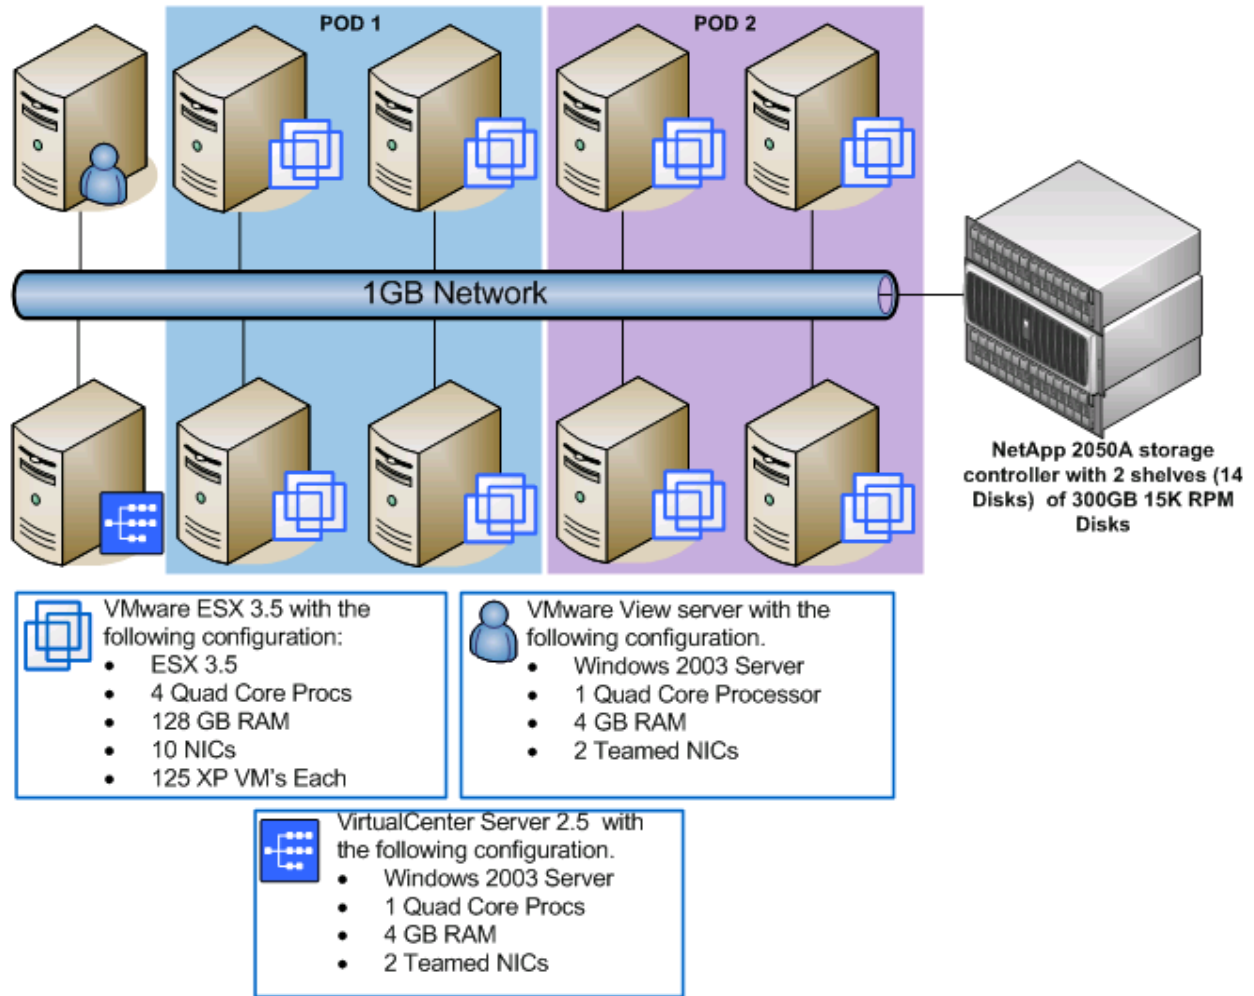 POD 1
POD 2
1GB Network
NetApp 2050A storage
controller with 2 shelves (14
Disks) of 300GB 15K RPM
Disks
VMware ESX 3.5 with the
following configuration:
• ESX 3.5
• 4 Quad Core Procs
• 128 GB RAM
• 10 NICs
• 125 XP VM's Each
VMware View server with the
following configuration.
• Windows 2003 Server
• 1 Quad Core Processor
• 4 GB RAM
• 2 Teamed NICs
VirtualCenter Server 2.5 with
the following configuration.
• Windows 2003 Server
• 1 Quad Core Procs
• 4 GB RAM
• 2 Teamed NICs